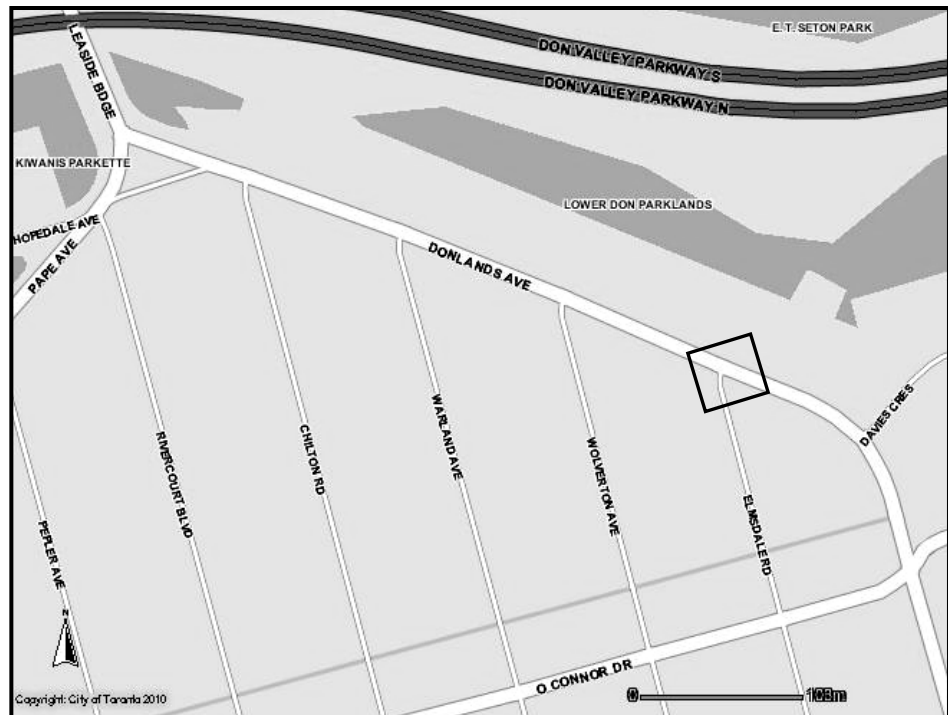 E.T. SETON PARK
LEASIDE BDGE
DON VALLEY PARKWAY S
DON VALLEY PARKWAY N
KIWANIS PARKETTE
LOWER DON PARKLANDS
HOPEDALE AVE
PAPE AVE
DONLANDS AVE
DAVIES CRES
RIVERCOURT BLVD
CHILTON RD
WARLAND AVE
WOLVERTON AVE
ELMSDALE RD
PEPLER AVE
N
O CONNOR DR
Copyright: City of Toronto 2010
0 103m